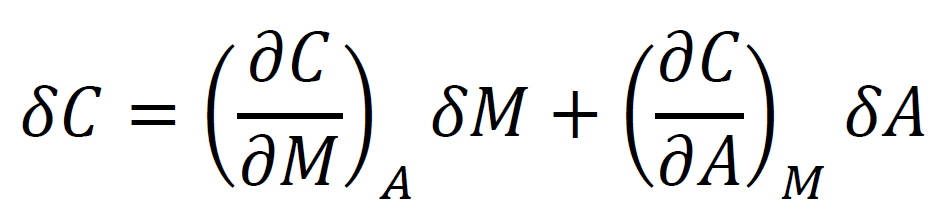 δC = (∂C/∂M)_A δM + (∂C/∂A)_M δA